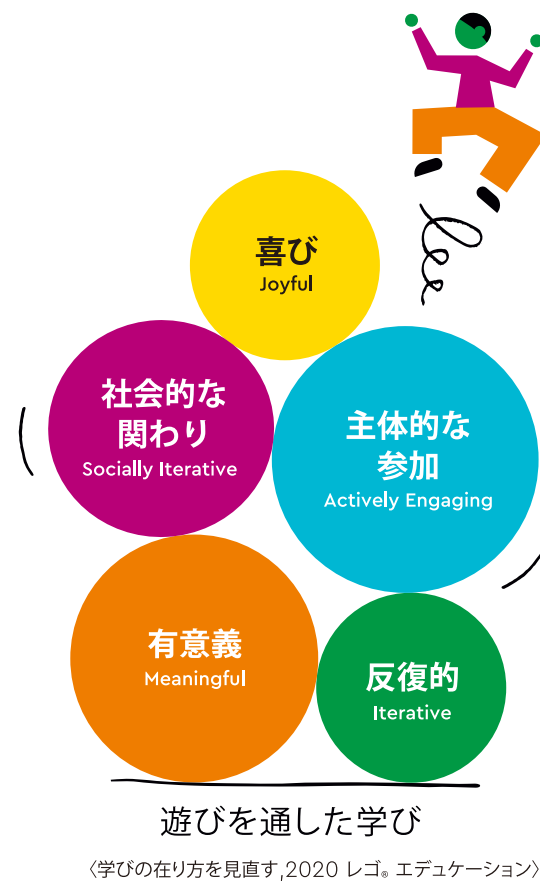 喜び
Joyful
社会的な
関わり
Socially Iterative
主体的な
参加
Actively Engaging
有意義
Meaningful
反復的
Iterative
遊びを通した学び
〈学びの在り方を見直す,2020 レゴ® エデュケーション〉